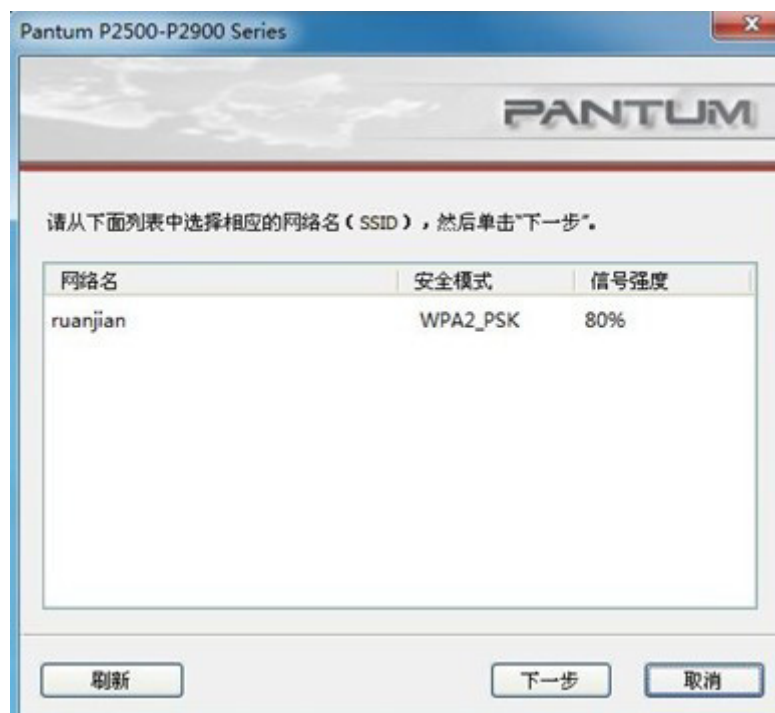 Pantum P2500-P2900 Series
PANTUM
请从下面列表中选择相应的网络名（SSID），然后单击“下一步”。
网络名 安全模式 信号强度
ruanjian WPA2_PSK 80%
刷新 下一步 取消